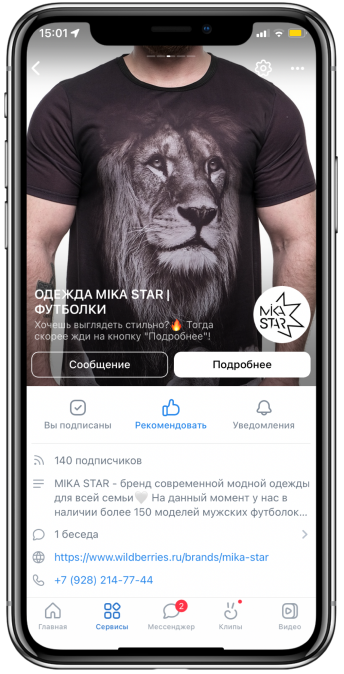 15:01
ОДЕЖДА MIKA STAR |
ФУТБОЛКИ
Хочешь выглядеть стильно?🔥 Тогда
скорее жди на кнопку "Подробнее"!
MIKA
STAR
Сообщение
Подробнее
Вы подписаны
Рекомендовать
Уведомления
140 подписчиков
MIKA STAR - бренд современной модной одежды
для всей семьи🤍 На данный момент у нас в
наличии более 150 моделей мужских футболок...
1 беседа
https://www.wildberries.ru/brands/mika-star
+7 (928) 214-77-44
2
Главная
Сервисы
Мессенджер
Клипы
Видео